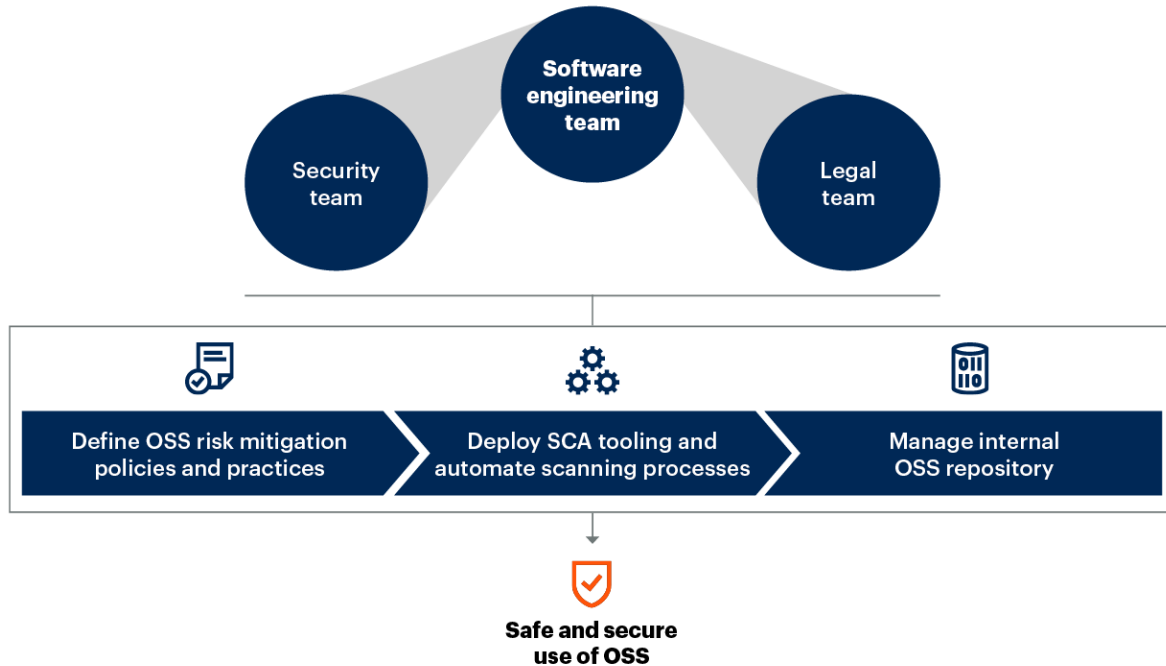 Software
engineering
team
Security
team
Legal
team
Define OSS risk mitigation
policies and practices
Deploy SCA tooling and
automate scanning processes
Manage internal
OSS repository
Safe and secure
use of OSS